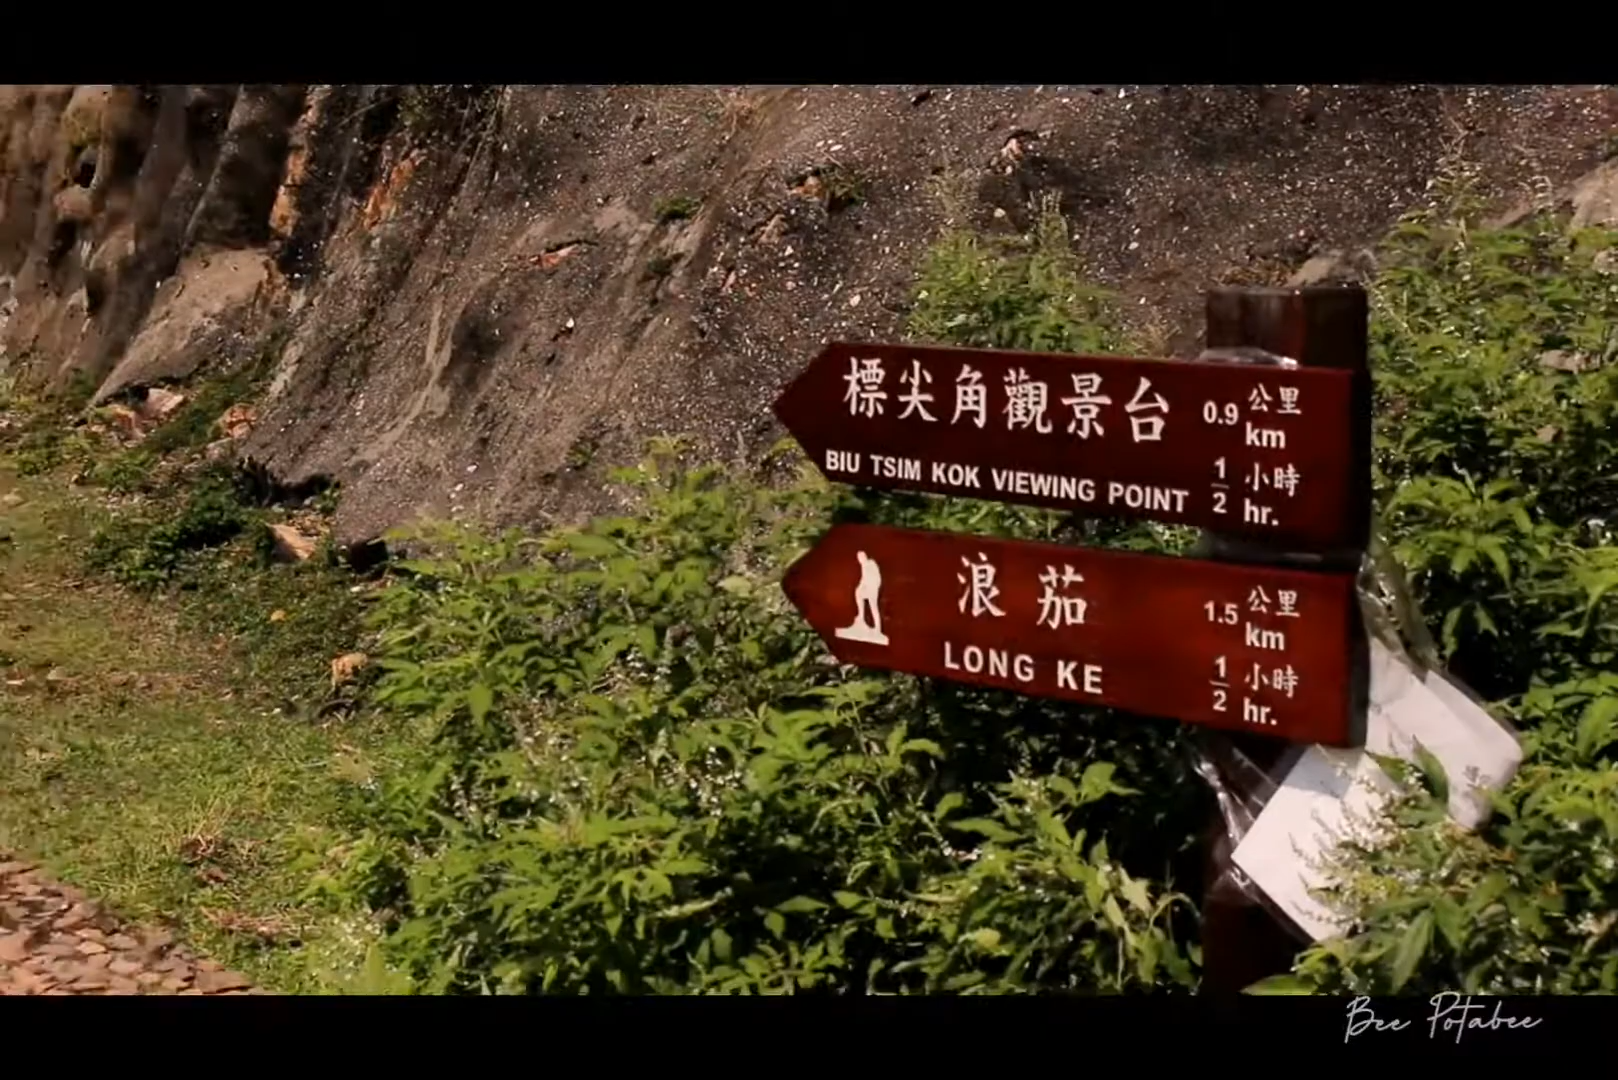 標尖角觀景台 0.9 公里
km
BIU TSIM KOK VIEWING POINT 1/2 小時
hr.
浪茄 1.5 公里
km
LONG KE 1/2 小時
hr.
Bee Potabee